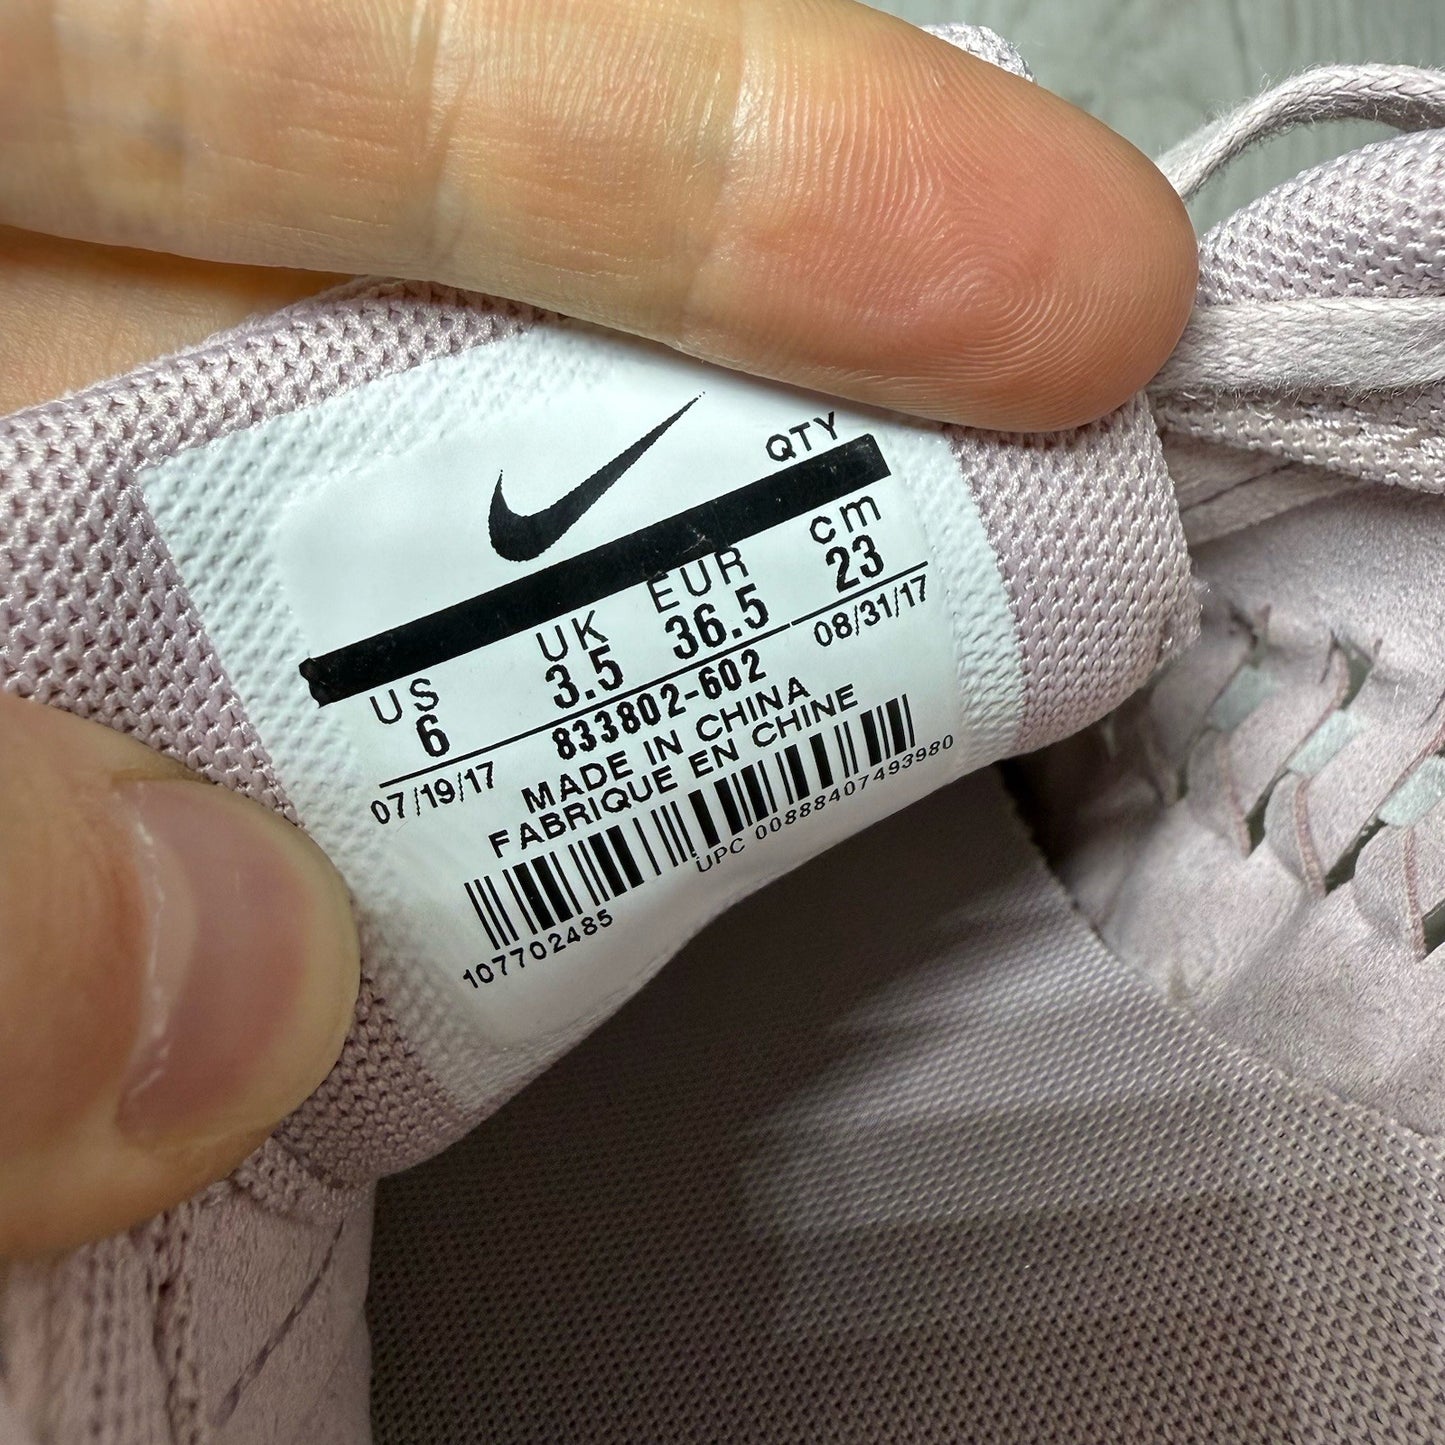 QTY
US UK EUR cm
6 3.5 36.5 23
07/19/17 833802-602 08/31/17
MADE IN CHINA
FABRIQUE EN CHINE
UPC 00888407493980
107702485